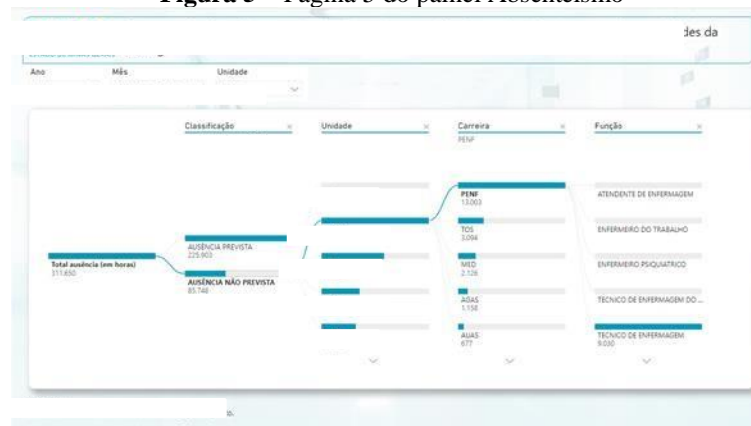 Figura 3 - Página 3 do painel Absenteísmo
des da
Ano Mês Unidade
Classificação Unidade Carreira Função
PENF
PENF
13.003
TOS
3.094
MED
2.126
AGAS
1.158
AUAS
677
ATENDENTE DE ENFERMAGEM
ENFERMEIRO DO TRABALHO
ENFERMEIRO PSIQUIATRICO
TECNICO DE ENFERMAGEM DO ...
TECNICO DE ENFERMAGEM
9.030
AUSÊNCIA PREVISTA
225.903
AUSÊNCIA NÃO PREVISTA
85.748
Total ausência (em horas)
311.650